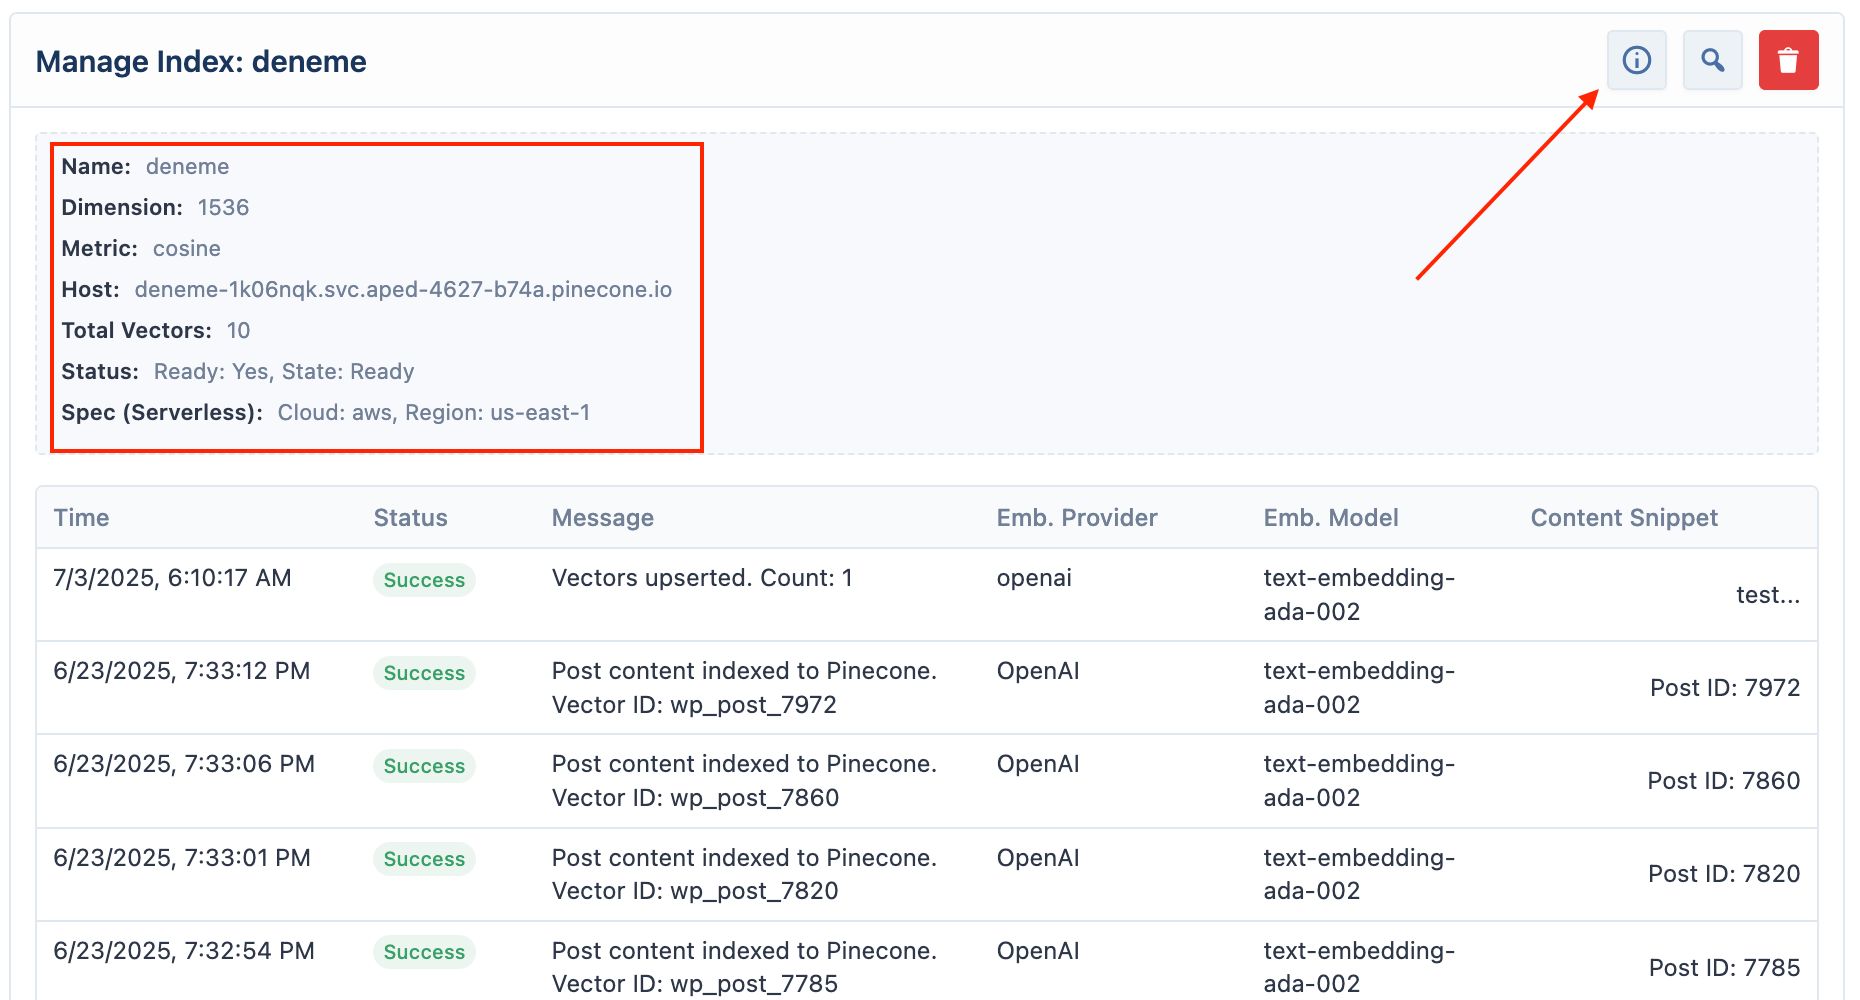 Manage Index: deneme
Name: deneme
Dimension: 1536
Metric: cosine
Host: deneme-1k06nqk.svc.aped-4627-b74a.pinecone.io
Total Vectors: 10
Status: Ready: Yes, State: Ready
Spec (Serverless): Cloud: aws, Region: us-east-1
Time Status Message Emb. Provider Emb. Model Content Snippet
7/3/2025, 6:10:17 AM Success Vectors upserted. Count: 1 openai text-embedding-
ada-002 test...
6/23/2025, 7:33:12 PM Success Post content indexed to Pinecone. OpenAI text-embedding-
Vector ID: wp_post_7972 ada-002 Post ID: 7972
6/23/2025, 7:33:06 PM Success Post content indexed to Pinecone. OpenAI text-embedding-
Vector ID: wp_post_7860 ada-002 Post ID: 7860
6/23/2025, 7:33:01 PM Success Post content indexed to Pinecone. OpenAI text-embedding-
Vector ID: wp_post_7820 ada-002 Post ID: 7820
6/23/2025, 7:32:54 PM Success Post content indexed to Pinecone. OpenAI text-embedding-
Vector ID: wp_post_7785 ada-002 Post ID: 7785